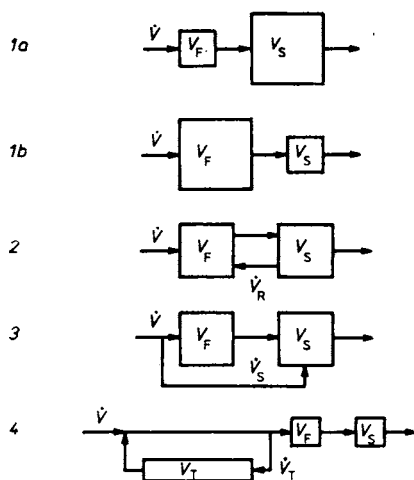 1a V̇ V_F V_S
1b V̇ V_F V_S
2 V̇ V_F V_S
V̇_R
3 V̇ V_F V_S
V̇_S
4 V̇ V_F V_S
V_T V̇_T